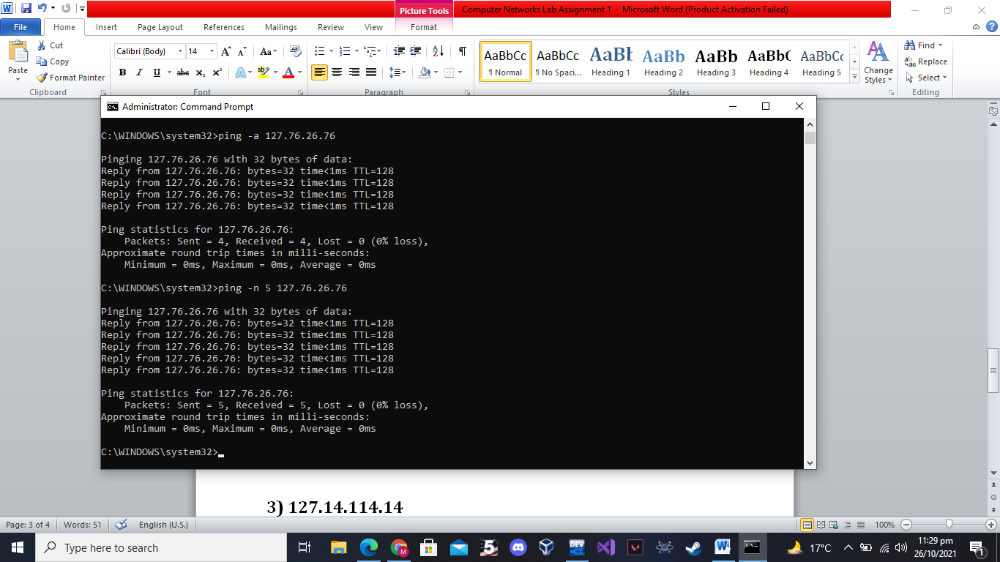 Picture Tools
Computer Networks Lab Assignment 1 - Microsoft Word (Product Activation Failed)
File Home Insert Page Layout References Mailings Review View Format
Paste
Cut
Copy
Format Painter
Clipboard
Calibri (Body) 14
Font
Paragraph
AaBbCc AaBbCc AaBb AaBb AaBb AaBb AaBbCc
¶ Normal ¶ No Spaci... Heading 1 Heading 2 Heading 3 Heading 4 Heading 5
Styles
Change Styles
Find
Replace
Select
Editing
Administrator: Command Prompt
C:\WINDOWS\system32>ping -a 127.76.26.76
Pinging 127.76.26.76 with 32 bytes of data:
Reply from 127.76.26.76: bytes=32 time<1ms TTL=128
Reply from 127.76.26.76: bytes=32 time<1ms TTL=128
Reply from 127.76.26.76: bytes=32 time<1ms TTL=128
Reply from 127.76.26.76: bytes=32 time<1ms TTL=128
Ping statistics for 127.76.26.76:
Packets: Sent = 4, Received = 4, Lost = 0 (0% loss),
Approximate round trip times in milli-seconds:
Minimum = 0ms, Maximum = 0ms, Average = 0ms
C:\WINDOWS\system32>ping -n 5 127.76.26.76
Pinging 127.76.26.76 with 32 bytes of data:
Reply from 127.76.26.76: bytes=32 time<1ms TTL=128
Reply from 127.76.26.76: bytes=32 time<1ms TTL=128
Reply from 127.76.26.76: bytes=32 time<1ms TTL=128
Reply from 127.76.26.76: bytes=32 time<1ms TTL=128
Reply from 127.76.26.76: bytes=32 time<1ms TTL=128
Ping statistics for 127.76.26.76:
Packets: Sent = 5, Received = 5, Lost = 0 (0% loss),
Approximate round trip times in milli-seconds:
Minimum = 0ms, Maximum = 0ms, Average = 0ms
C:\WINDOWS\system32>
3) 127.14.114.14
Page: 3 of 4 Words: 51 English (U.S.) 100%
Type here to search
17°C
11:29 pm
26/10/2021